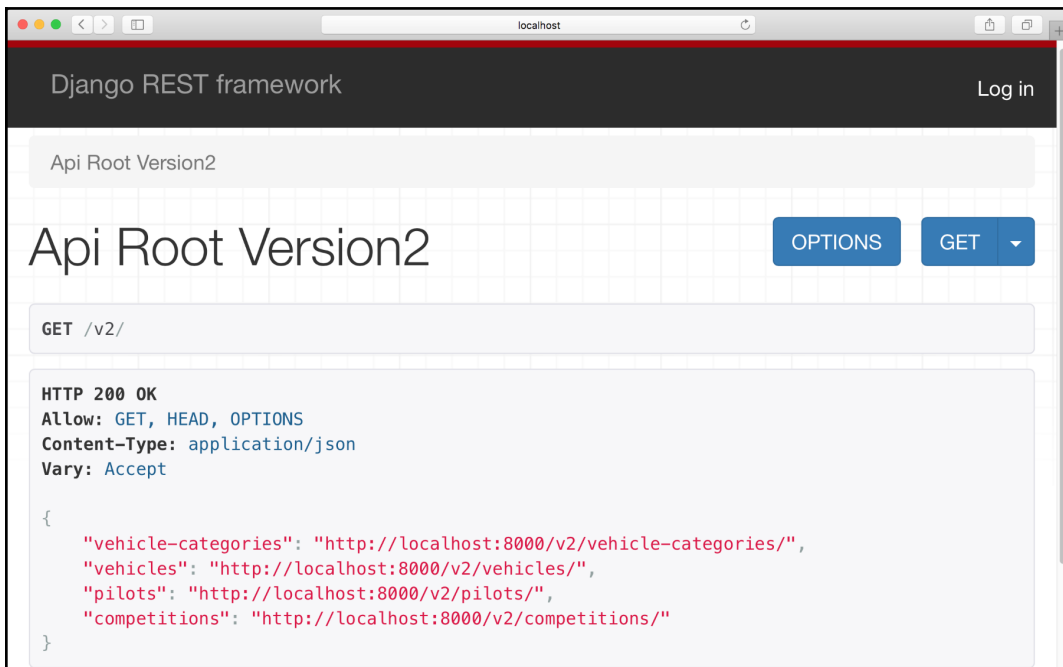 localhost
Django REST framework
Log in
Api Root Version2
Api Root Version2
OPTIONS
GET
GET /v2/
HTTP 200 OK
Allow: GET, HEAD, OPTIONS
Content-Type: application/json
Vary: Accept
{
    "vehicle-categories": "http://localhost:8000/v2/vehicle-categories/",
    "vehicles": "http://localhost:8000/v2/vehicles/",
    "pilots": "http://localhost:8000/v2/pilots/",
    "competitions": "http://localhost:8000/v2/competitions/"
}